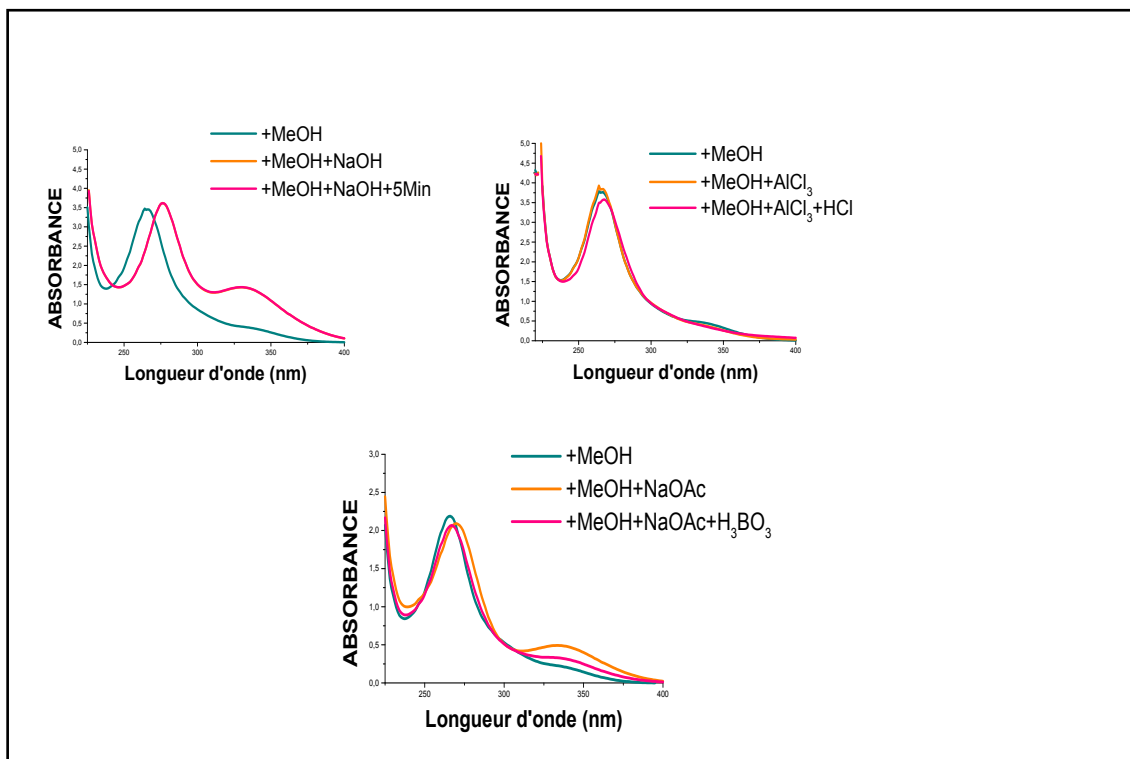 +MeOH
+MeOH+NaOH
+MeOH+NaOH+5Min
5,0
4,5
4,0
3,5
3,0
2,5
2,0
1,5
1,0
0,5
0,0
250
300
350
400
ABSORBANCE
Longueur d'onde (nm)
+MeOH
+MeOH+AlCl3
+MeOH+AlCl3+HCl
5,0
4,5
4,0
3,5
3,0
2,5
2,0
1,5
1,0
0,5
0,0
250
300
350
400
ABSORBANCE
Longueur d'onde (nm)
+MeOH
+MeOH+NaOAc
+MeOH+NaOAc+H3BO3
3,0
2,5
2,0
1,5
1,0
0,5
0,0
250
300
350
400
ABSORBANCE
Longueur d'onde (nm)